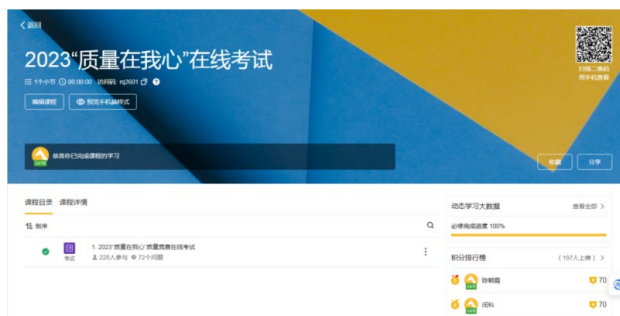 返回
2023“质量在我心”在线考试
1个小节 00:00:00 访问码 rq2601
编辑课程 预览手机端样式
扫描二维码
用手机查看
恭喜你已完成课程的学习
收藏 分享
课程目录 课程详情
倒序
1. 2023“质量在我心”质量竞赛在线考试
考试
226人参与 72个问题
动态学习大数据 查看全部
必修完成进度 100%
积分排行榜 (197人上榜)
70
70